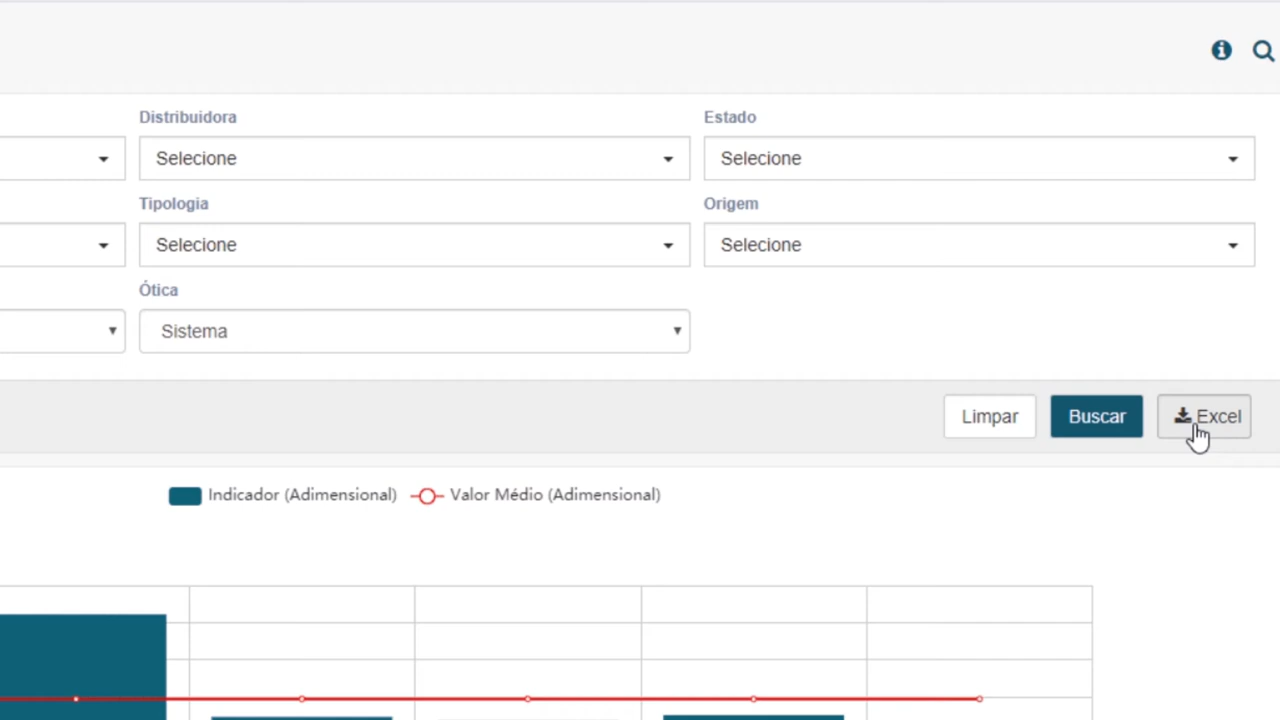 Distribuidora
Estado
Selecione
Selecione
Tipologia
Origem
Selecione
Selecione
Ótica
Sistema
Limpar
Buscar
Excel
Indicador (Adimensional)
Valor Médio (Adimensional)